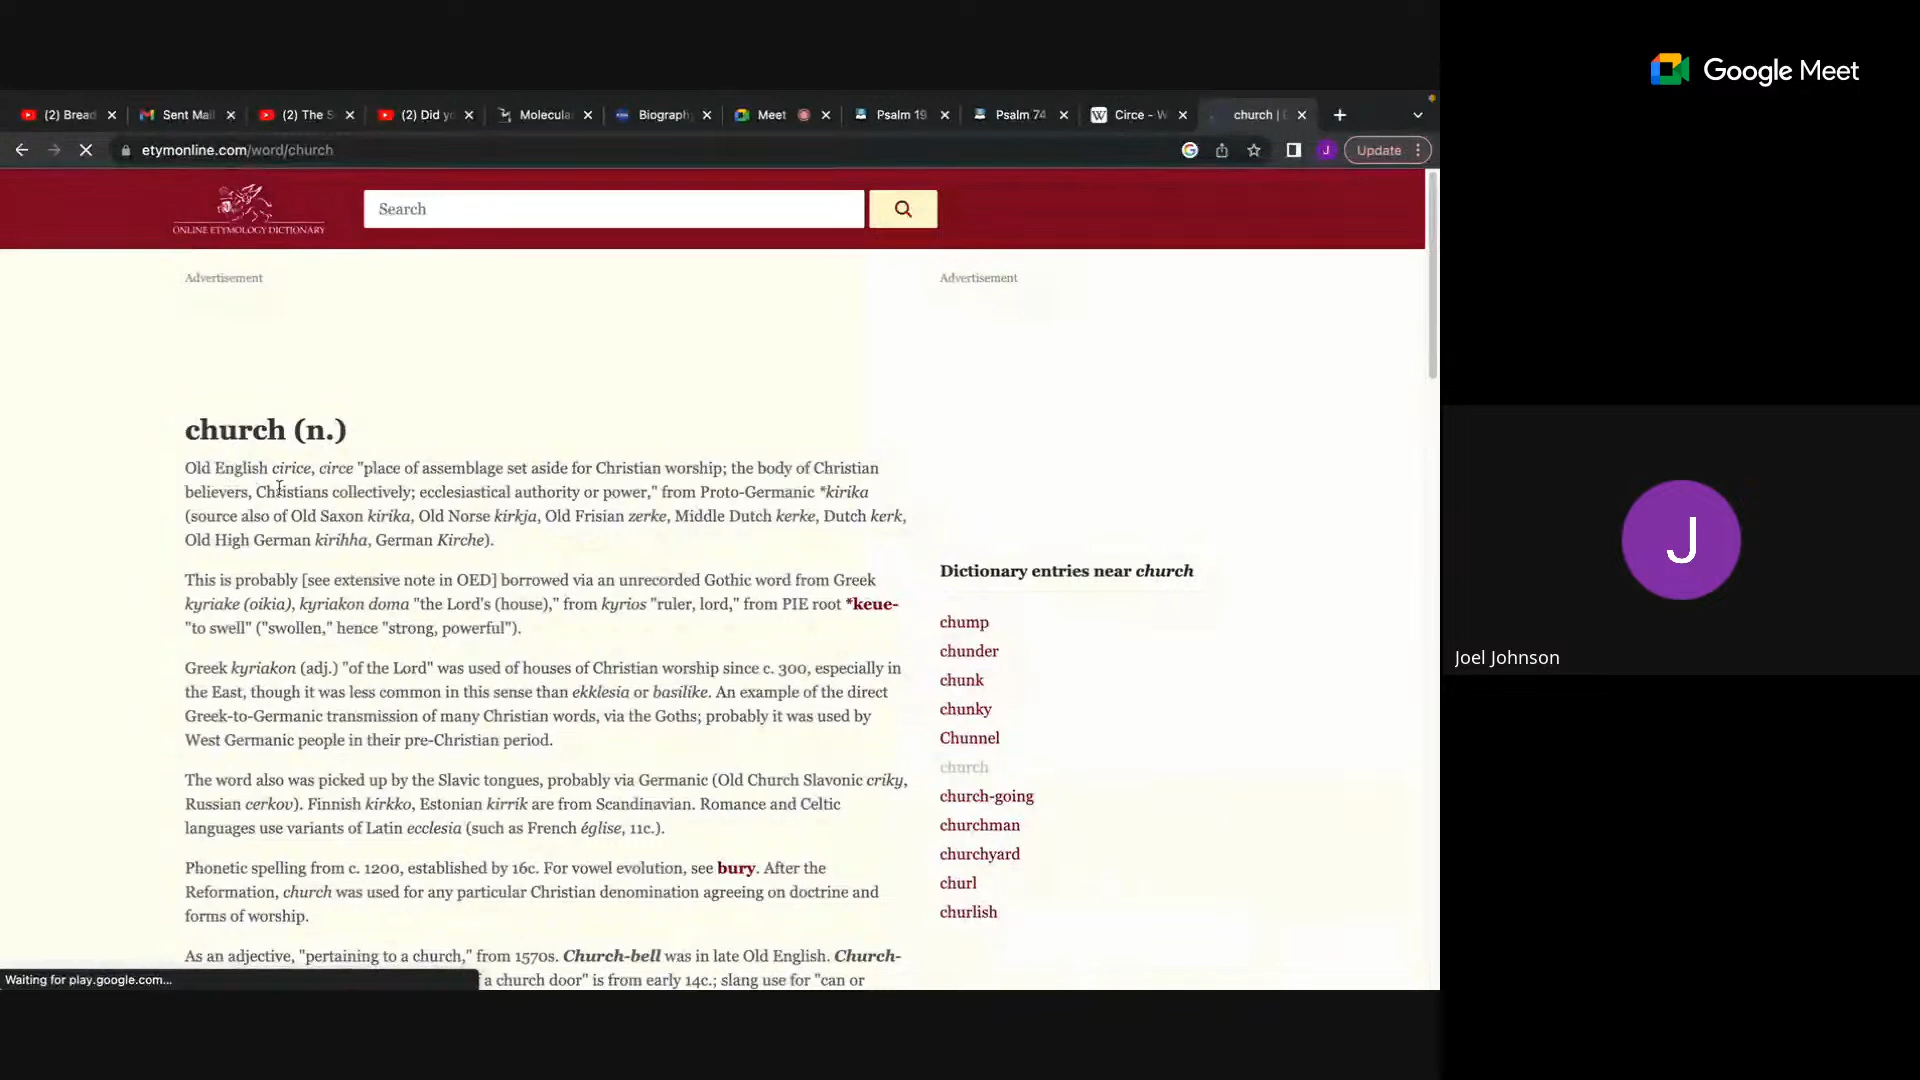 Google Meet
(2) Bread
Sent Mail
(2) The S
(2) Did yo
Molecula
Biography
Meet
Psalm 19
Psalm 74
Circe - W
church |
etymonline.com/word/church
J
Update
ONLINE ETYMOLOGY DICTIONARY
Search
Advertisement
Advertisement
church (n.)
Old English cirice, circe "place of assemblage set aside for Christian worship; the body of Christian
believers, Christians collectively; ecclesiastical authority or power," from Proto-Germanic *kirika
(source also of Old Saxon kirika, Old Norse kirkja, Old Frisian zerke, Middle Dutch kerke, Dutch kerk,
Old High German kirihha, German Kirche).
This is probably [see extensive note in OED] borrowed via an unrecorded Gothic word from Greek
kyriake (oikia), kyriakon doma "the Lord's (house)," from kyrios "ruler, lord," from PIE root *keue-
"to swell" ("swollen," hence "strong, powerful").
Greek kyriakon (adj.) "of the Lord" was used of houses of Christian worship since c. 300, especially in
the East, though it was less common in this sense than ekklesia or basilike. An example of the direct
Greek-to-Germanic transmission of many Christian words, via the Goths; probably it was used by
West Germanic people in their pre-Christian period.
The word also was picked up by the Slavic tongues, probably via Germanic (Old Church Slavonic criky,
Russian cerkov). Finnish kirkko, Estonian kirrik are from Scandinavian. Romance and Celtic
languages use variants of Latin ecclesia (such as French église, 11c.).
Phonetic spelling from c. 1200, established by 16c. For vowel evolution, see bury. After the
Reformation, church was used for any particular Christian denomination agreeing on doctrine and
forms of worship.
As an adjective, "pertaining to a church," from 1570s. Church-bell was in late Old English. Church-
a church door" is from early 14c.; slang use for "can or
Dictionary entries near church
chump
chunder
chunk
chunky
Chunnel
church
church-going
churchman
churchyard
churl
churlish
Waiting for play.google.com...
J
Joel Johnson